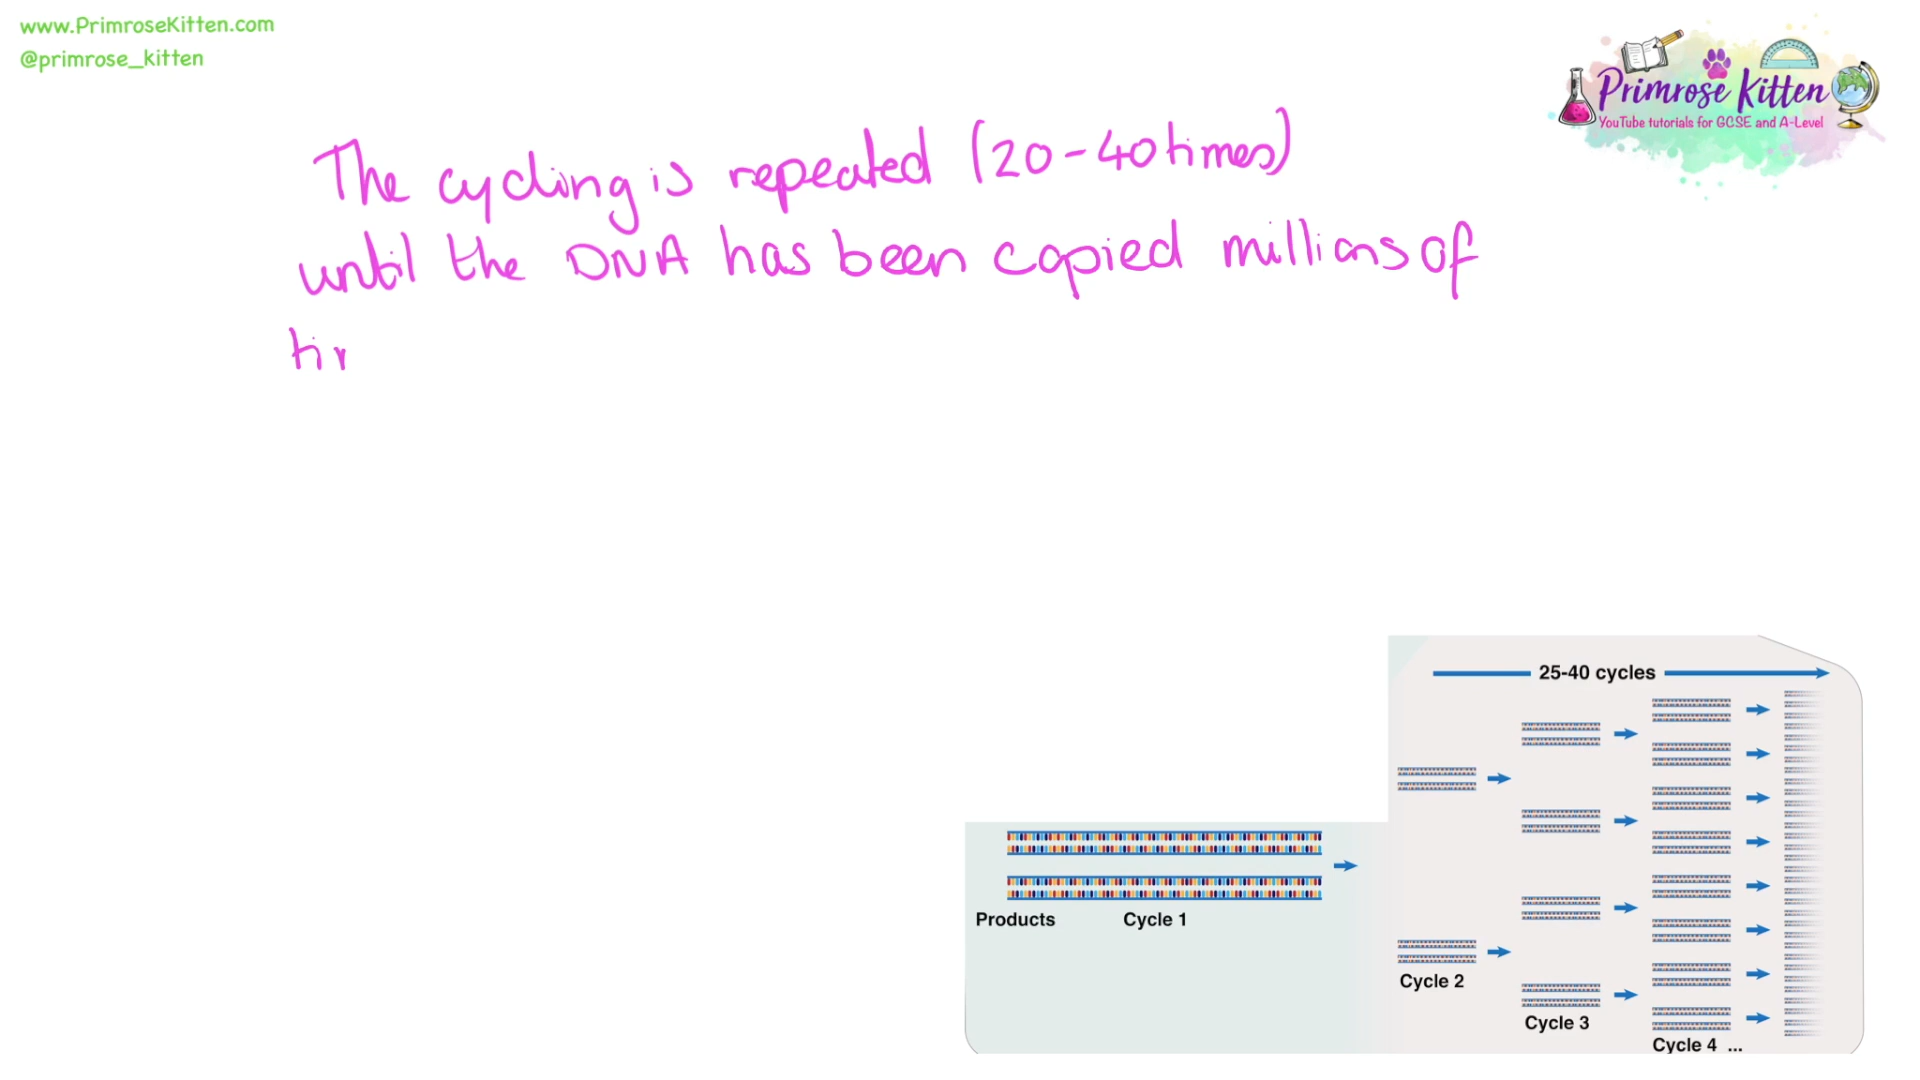 www.PrimroseKitten.com
@primrose_kitten
Primrose Kitten
YouTube tutorials for GCSE and A-Level
The cycling is repeated (20-40 times)
until the DNA has been copied millions of
25-40 cycles
Products
Cycle 1
Cycle 2
Cycle 3
Cycle 4 ...